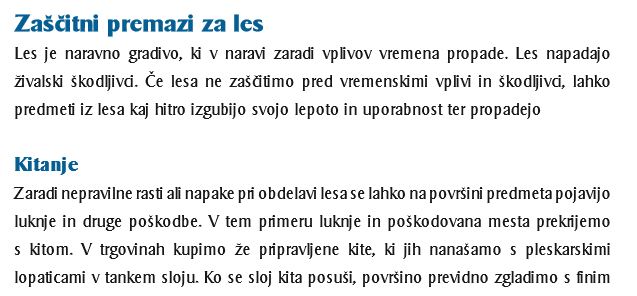 Zaščitni premazi za les
Les je naravno gradivo, ki v naravi zaradi vplivov vremena propade. Les napadajo
živalski škodljivci. Če lesa ne zaščitimo pred vremenskimi vplivi in škodljivci, lahko
predmeti iz lesa kaj hitro izgubijo svojo lepoto in uporabnost ter propadejo
Kitanje
Zaradi nepravilne rasti ali napake pri obdelavi lesa se lahko na površini predmeta pojavijo
luknje in druge poškodbe. V tem primeru luknje in poškodovana mesta prekrijemo
s kitom. V trgovinah kupimo že pripravljene kite, ki jih nanašamo s pleskarskimi
lopaticami v tankem sloju. Ko se sloj kita posuši, površino previdno zgladimo s finim